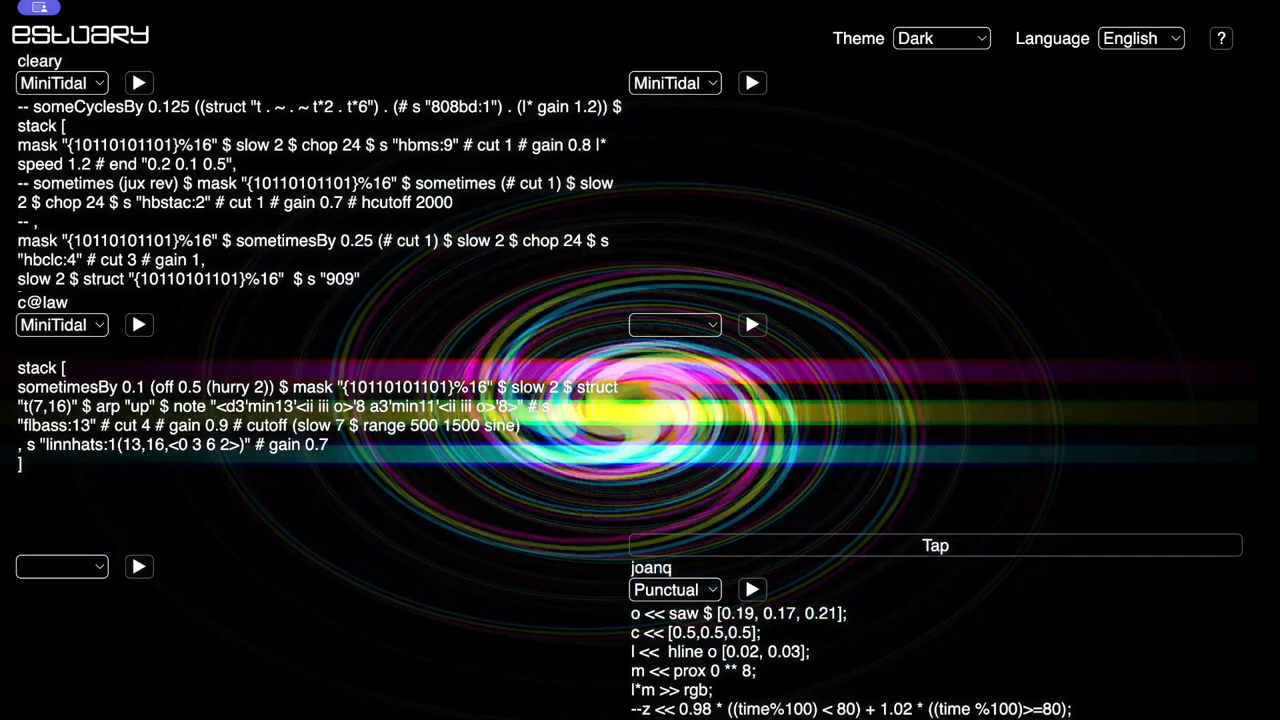 estuary
Theme Dark Language English ?
cleary
MiniTidal
MiniTidal
-- someCyclesBy 0.125 ((struct "t . ~ . ~ t*2 . t*6") . (# s "808bd:1") . (|* gain 1.2)) $
stack [
mask "{10110101101}%16" $ slow 2 $ chop 24 $ s "hbms:9" # cut 1 # gain 0.8 |*
speed 1.2 # end "0.2 0.1 0.5",
-- sometimes (jux rev) $ mask "{10110101101}%16" $ sometimes (# cut 1) $ slow
2 $ chop 24 $ s "hbstac:2" # cut 1 # gain 0.7 # hcutoff 2000
-- ,
mask "{10110101101}%16" $ sometimesBy 0.25 (# cut 1) $ slow 2 $ chop 24 $ s
"hbclc:4" # cut 3 # gain 1,
slow 2 $ struct "{10110101101}%16"  $ s "909"
c@law
MiniTidal
stack [
sometimesBy 0.1 (off 0.5 (hurry 2)) $ mask "{10110101101}%16" $ slow 2 $ struct
"t(7,16)" $ arp "up" $ note "<d3'min13'<ii iii o>'8 a3'min11'<ii iii o>'8>" # s
"flbass:13" # cut 4 # gain 0.9 # cutoff (slow 7 $ range 500 1500 sine)
, s "linnhats:1(13,16,<0 3 6 2>)" # gain 0.7
]
Tap
joanq
Punctual
o << saw $ [0.19, 0.17, 0.21];
c << [0.5,0.5,0.5];
l <<  hline o [0.02, 0.03];
m << prox 0 ** 8;
l*m >> rgb;
--z << 0.98 * ((time%100) < 80) + 1.02 * ((time %100)>=80);